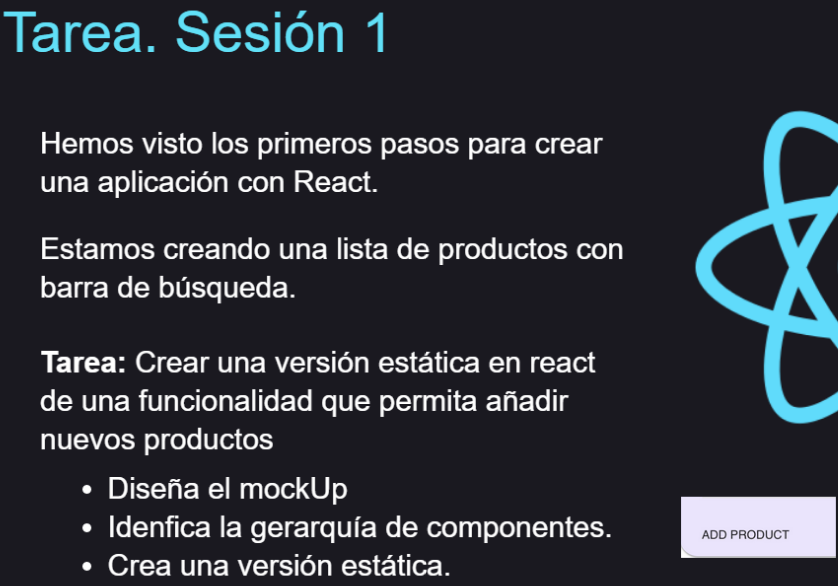 Tarea. Sesión 1
Hemos visto los primeros pasos para crear
una aplicación con React.
Estamos creando una lista de productos con
barra de búsqueda.
Tarea: Crear una versión estática en react
de una funcionalidad que permita añadir
nuevos productos
• Diseña el mockUp
• Idenfica la gerarquía de componentes.
• Crea una versión estática.
ADD PRODUCT